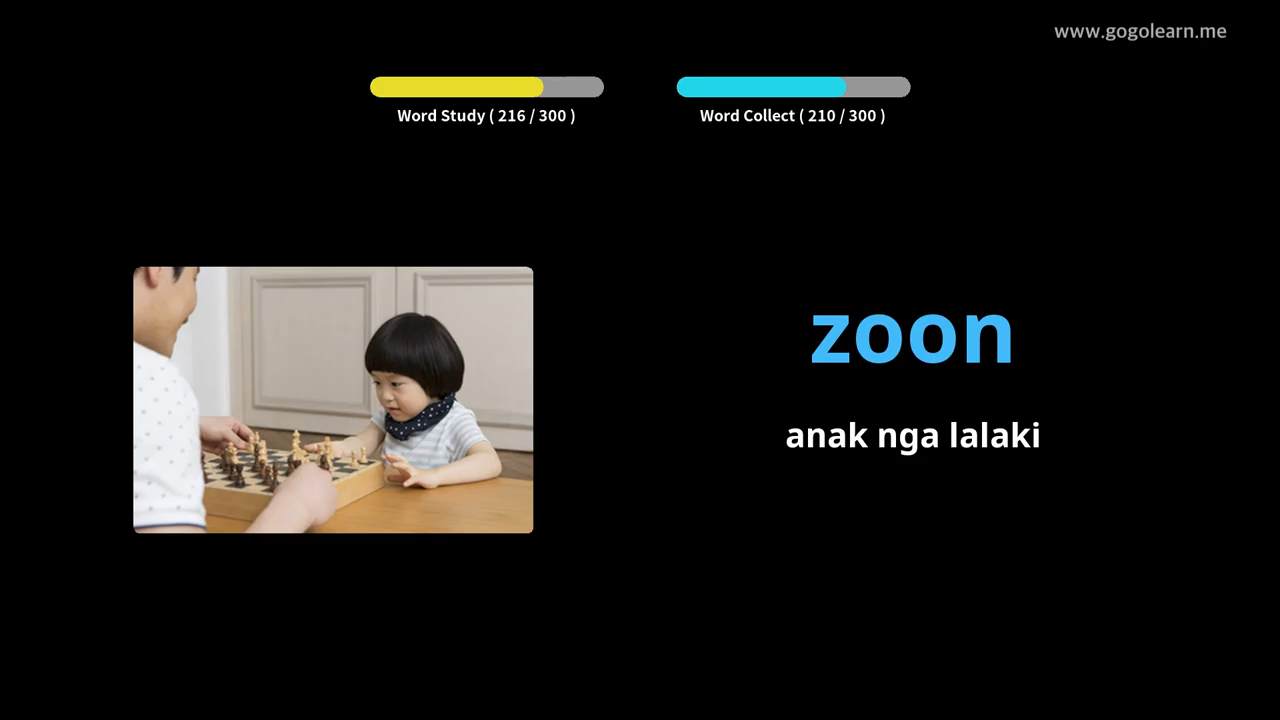 www.gogolearn.me
Word Study ( 216 / 300 )
Word Collect ( 210 / 300 )
zoon
anak nga lalaki